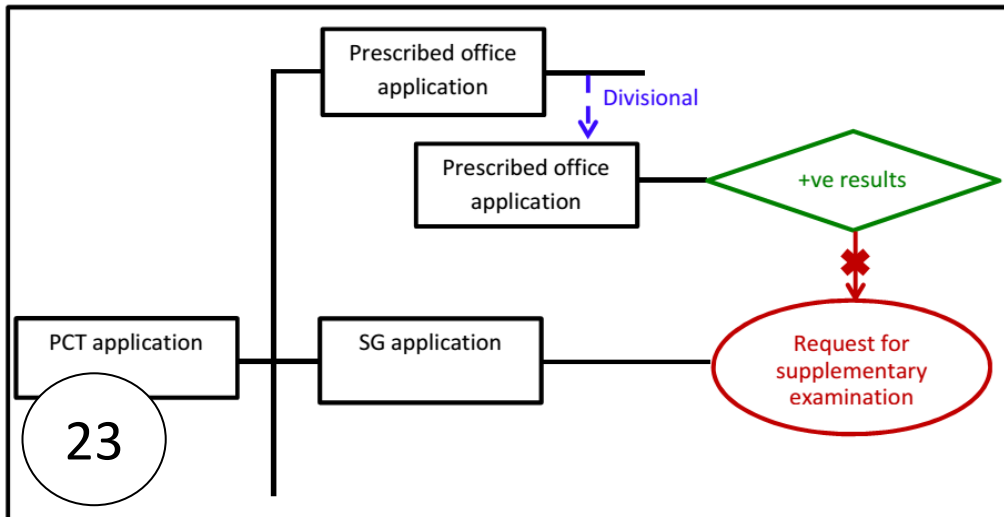 Prescribed office
application
Divisional
Prescribed office
application
+ve results
PCT application
SG application
Request for
supplementary
examination
23